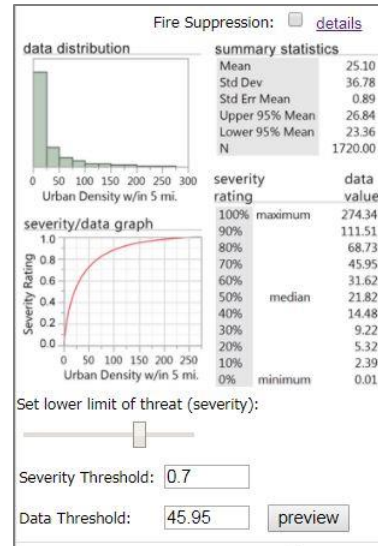 Fire Suppression: details
data distribution
0 50 100 150 200 250 300
Urban Density w/in 5 mi.
summary statistics
Mean 25.10
Std Dev 36.78
Std Err Mean 0.89
Upper 95% Mean 26.84
Lower 95% Mean 23.36
N 1720.00
severity/data graph
Severity Rating
1.0
0.8
0.6
0.4
0.2
0.0
0 50 100 150 200 250
Urban Density w/in 5 mi.
severity rating data value
100% maximum 274.34
90% 111.51
80% 68.73
70% 45.95
60% 31.62
50% median 21.82
40% 14.48
30% 9.22
20% 5.32
10% 2.39
0% minimum 0.01
Set lower limit of threat (severity):
Severity Threshold: 0.7
Data Threshold: 45.95 preview